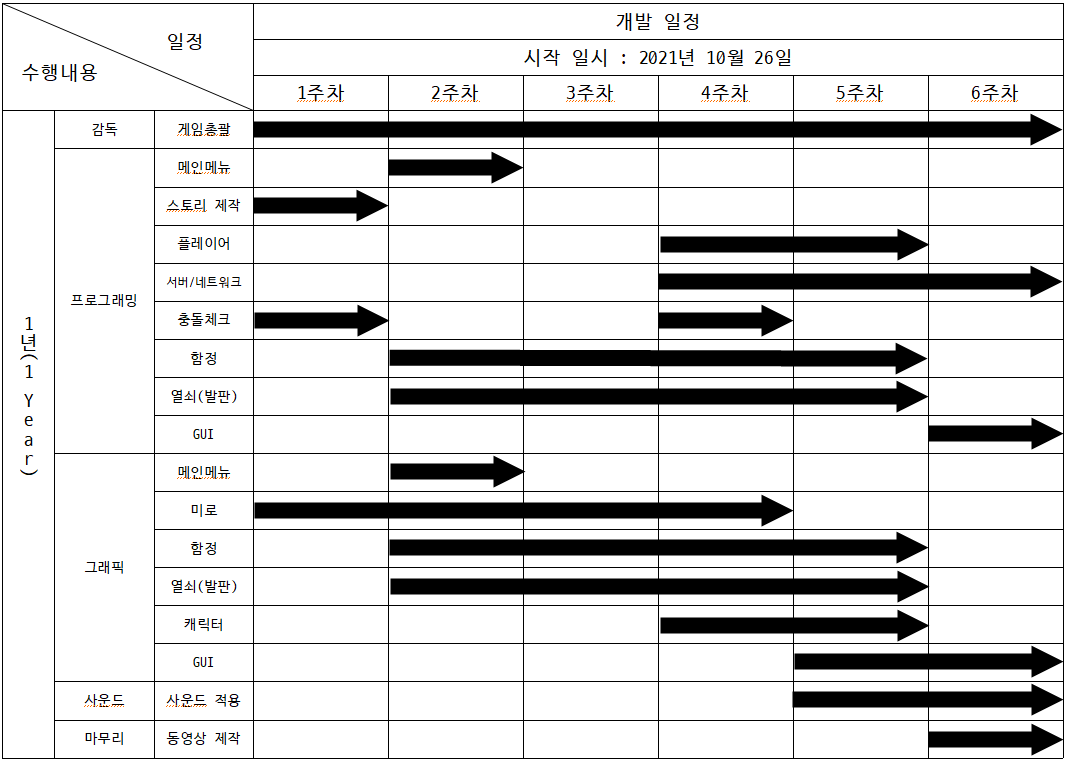 개발 일정
일정
수행내용
시작 일시 : 2021년 10월 26일
1주차 2주차 3주차 4주차 5주차 6주차
1년(1 Year)
감독 게임총괄
프로그래밍
메인메뉴
스토리 제작
플레이어
서버/네트워크
충돌체크
함정
열쇠(발판)
GUI
그래픽
메인메뉴
미로
함정
열쇠(발판)
캐릭터
GUI
사운드 사운드 적용
마무리 동영상 제작